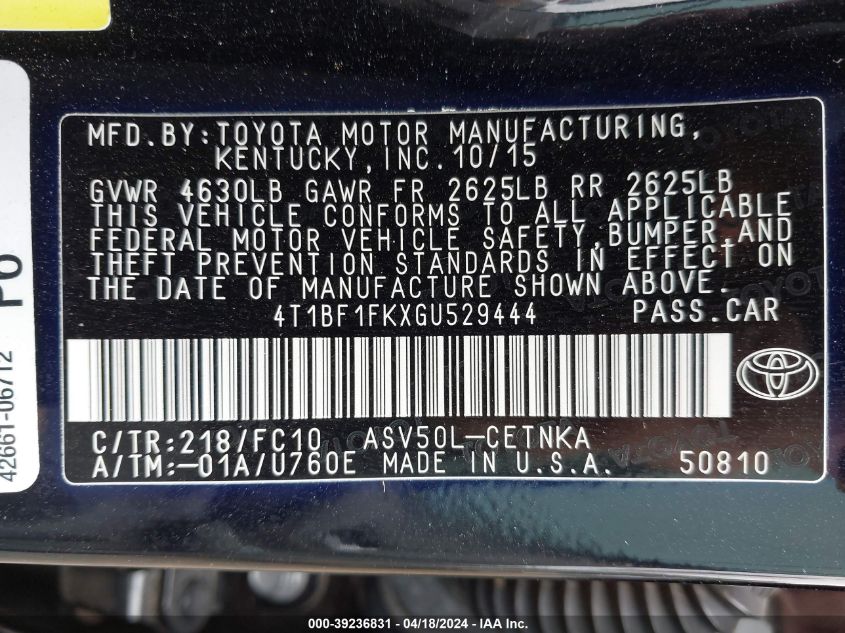 MFD.BY:TOYOTA MOTOR MANUFACTURING,
KENTUCKY,INC.10/15
GVWR 4630LB GAWR FR 2625LB RR 2625LB
THIS VEHICLE CONFORMS TO ALL APPLICABLE
FEDERAL MOTOR VEHICLE SAFETY,BUMPER,AND
THEFT PREVENTION STANDARDS IN EFFECT ON
THE DATE OF MANUFACTURE SHOWN ABOVE.
4T1BF1FKXGU529444 PASS.CAR
C/TR:218/FC10 ASV50L-CETNKA
A/TM:-01A/U760E MADE IN U.S.A. 50810
42661-06712 PO
000-39236831 - 04/18/2024 - IAA Inc.